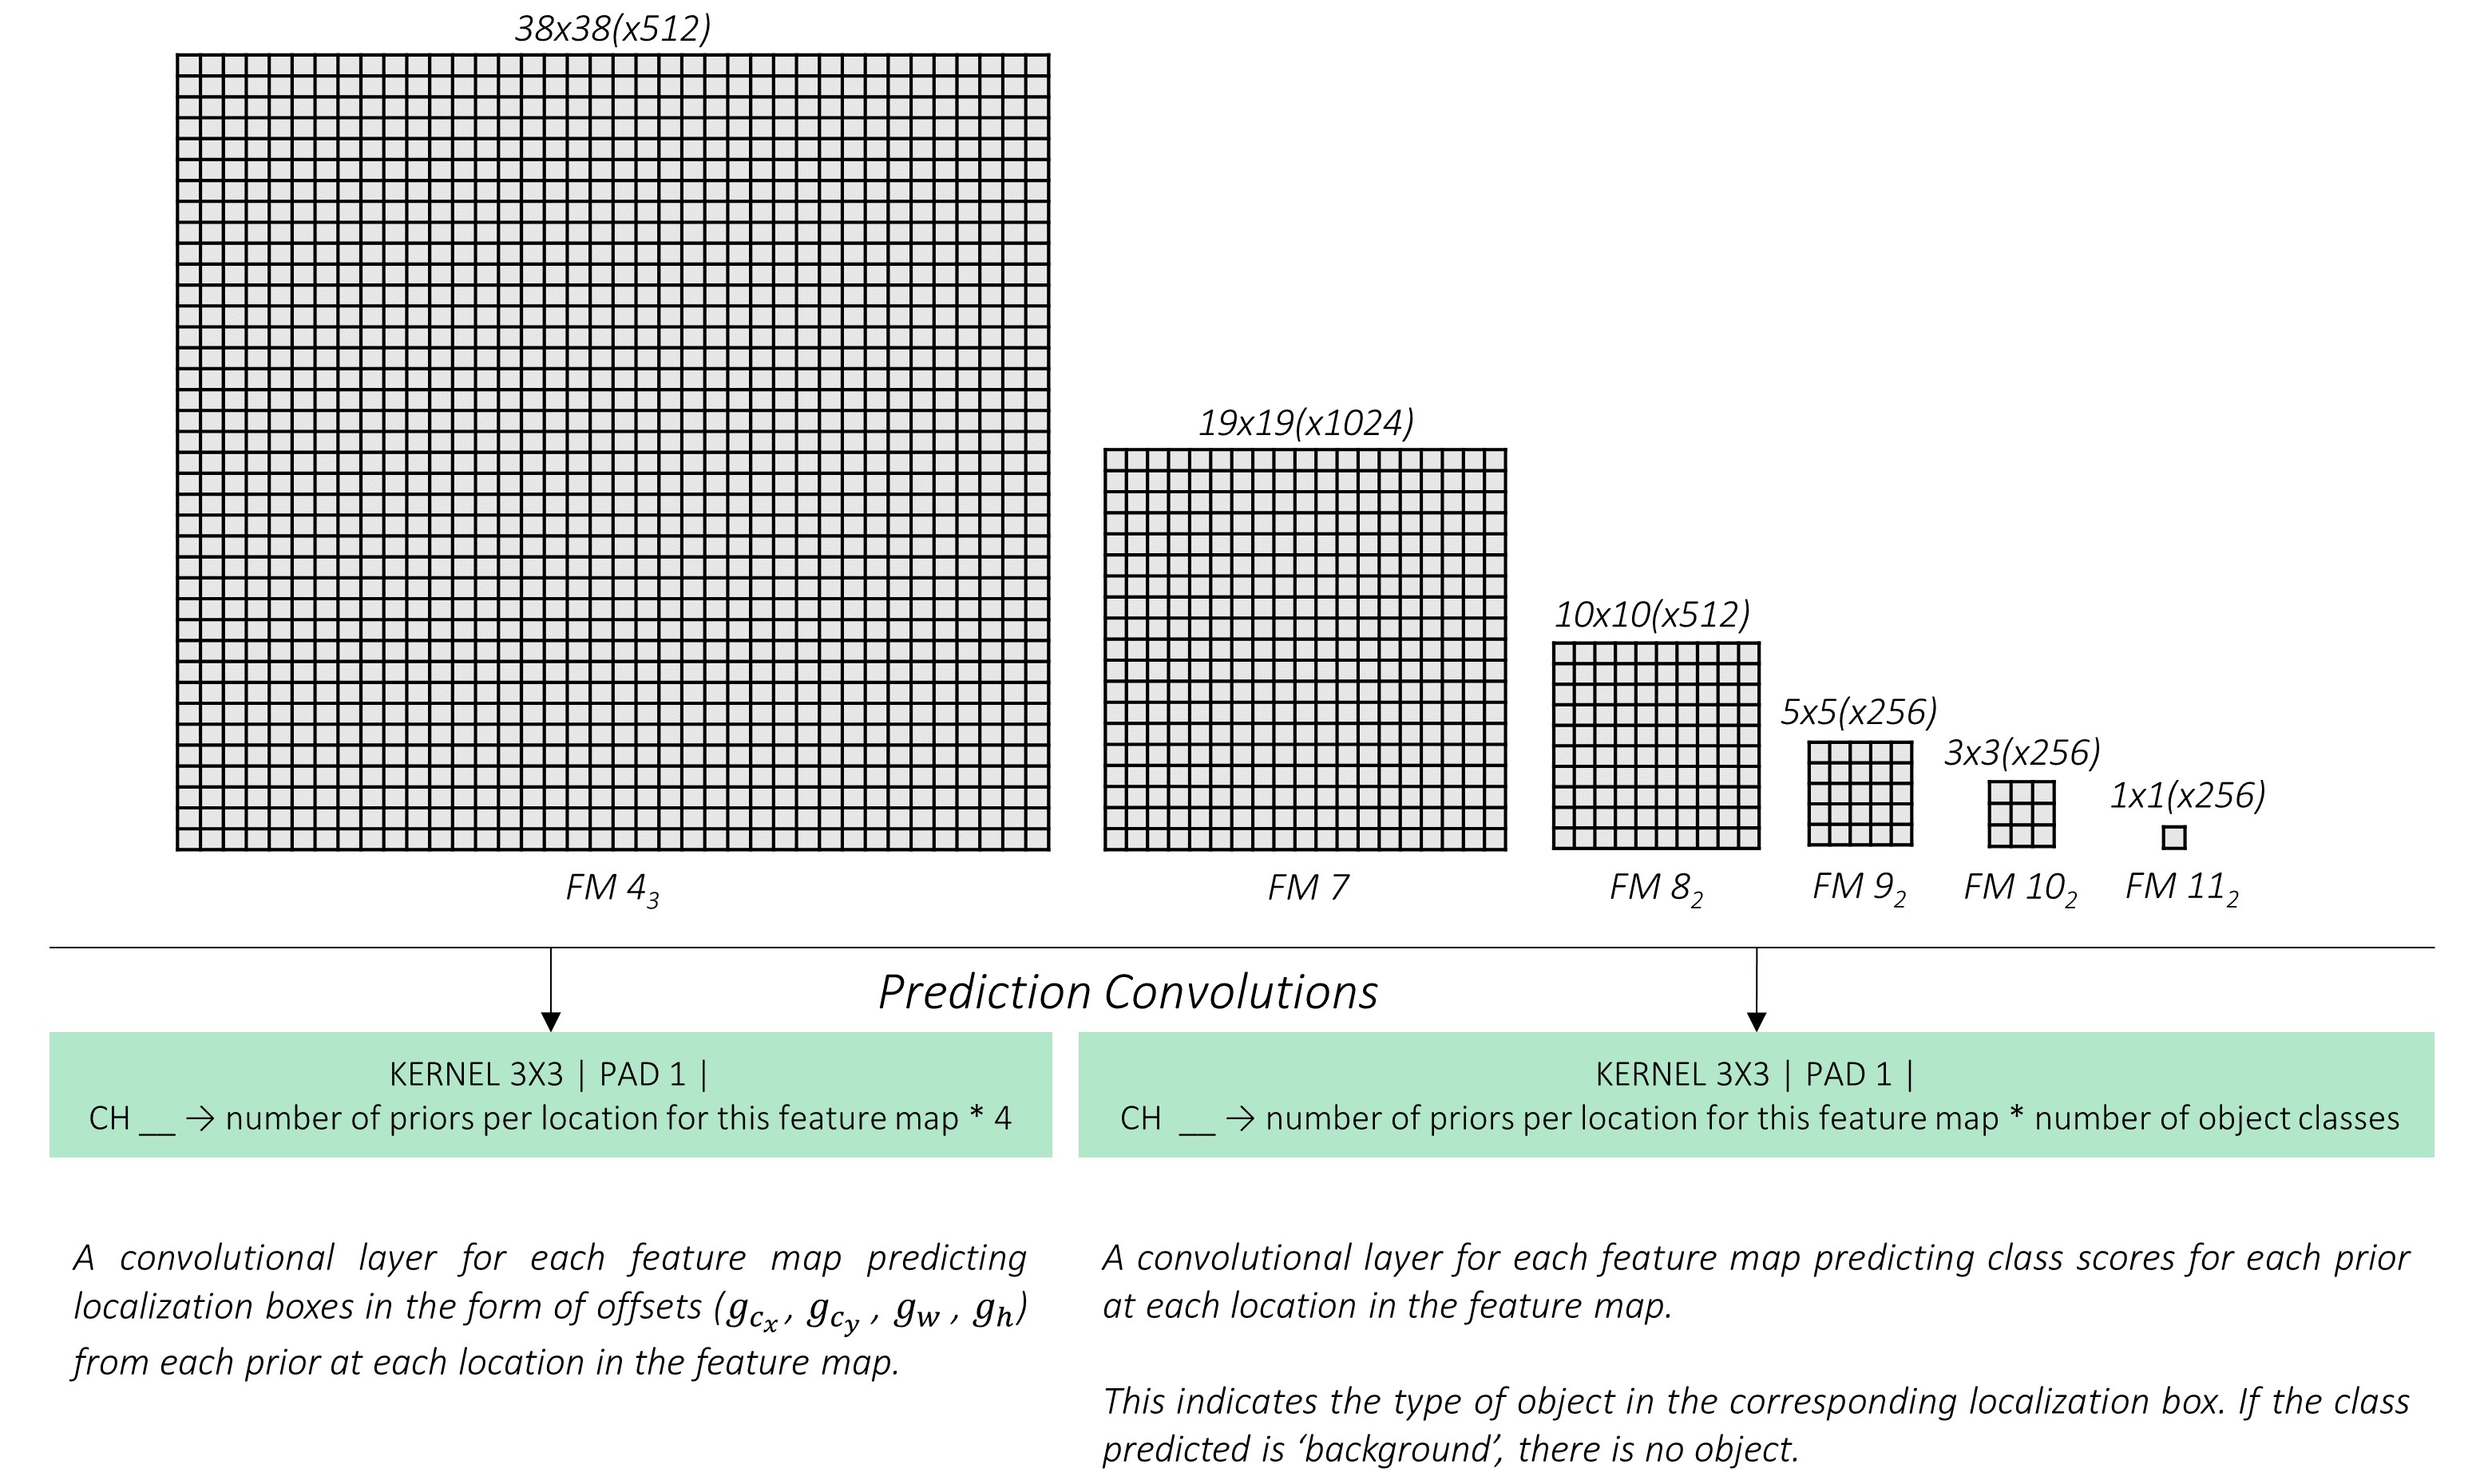 38x38(x512)
19x19(x1024)
10x10(x512)
5x5(x256)
3x3(x256)
1x1(x256)
FM 4₃
FM 7
FM 8₂
FM 9₂
FM 10₂
FM 11₂
Prediction Convolutions
KERNEL 3X3 | PAD 1 |
CH __ → number of priors per location for this feature map * 4
KERNEL 3X3 | PAD 1 |
CH __ → number of priors per location for this feature map * number of object classes
A convolutional layer for each feature map predicting
localization boxes in the form of offsets (g_{c_x}, g_{c_y}, g_w, g_h)
from each prior at each location in the feature map.
A convolutional layer for each feature map predicting class scores for each prior
at each location in the feature map.
This indicates the type of object in the corresponding localization box. If the class
predicted is ‘background’, there is no object.